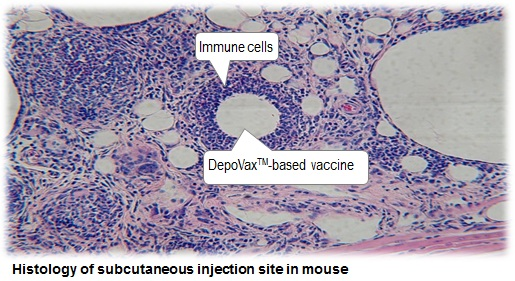 Immune cells
DepoVax™-based vaccine
Histology of subcutaneous injection site in mouse